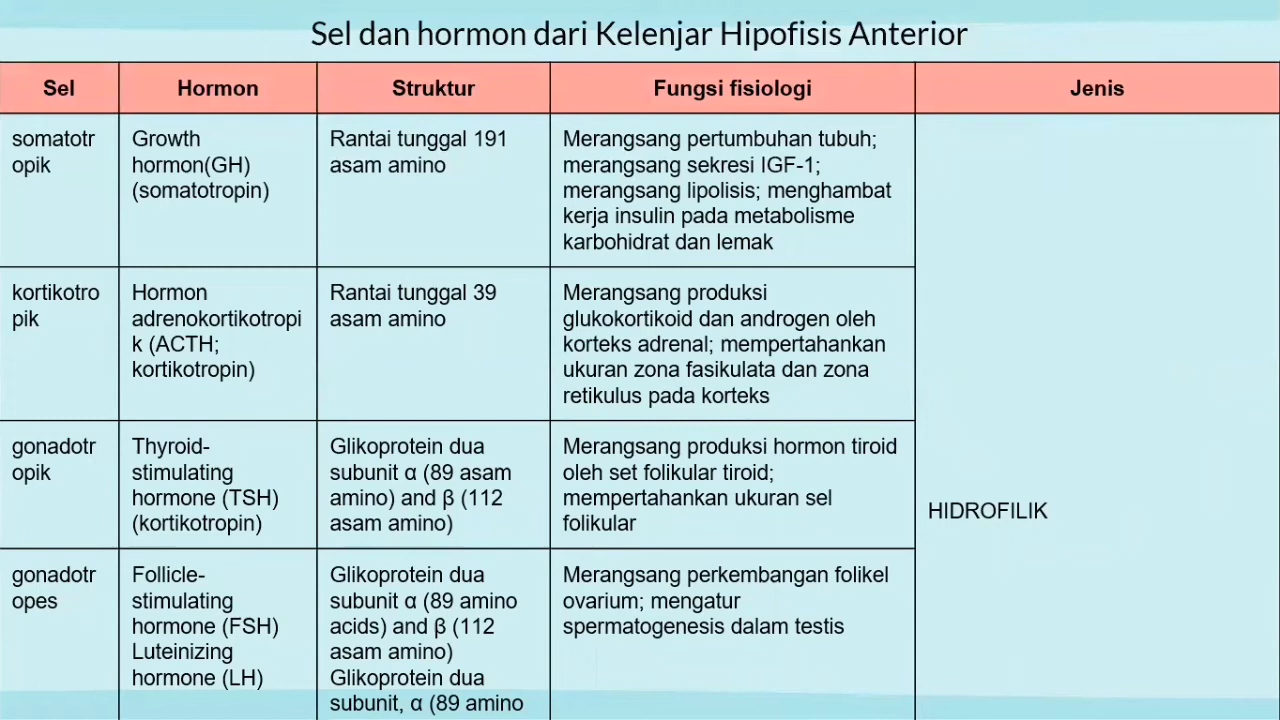 Sel dan hormon dari Kelenjar Hipofisis Anterior
Sel
Hormon
Struktur
Fungsi fisiologi
Jenis
somatotr
opik
Growth
hormon(GH)
(somatotropin)
Rantai tunggal 191
asam amino
Merangsang pertumbuhan tubuh;
merangsang sekresi IGF-1;
merangsang lipolisis; menghambat
kerja insulin pada metabolisme
karbohidrat dan lemak
kortikotro
pik
Hormon
adrenokortikotropi
k (ACTH;
kortikotropin)
Rantai tunggal 39
asam amino
Merangsang produksi
glukokortikoid dan androgen oleh
korteks adrenal; mempertahankan
ukuran zona fasikulata dan zona
retikulus pada korteks
gonadotr
opik
Thyroid-
stimulating
hormone (TSH)
(kortikotropin)
Glikoprotein dua
subunit α (89 asam
amino) and β (112
asam amino)
Merangsang produksi hormon tiroid
oleh set folikular tiroid;
mempertahankan ukuran sel
folikular
HIDROFILIK
gonadotr
opes
Follicle-
stimulating
hormone (FSH)
Luteinizing
hormone (LH)
Glikoprotein dua
subunit α (89 amino
acids) and β (112
asam amino)
Glikoprotein dua
subunit, α (89 amino
Merangsang perkembangan folikel
ovarium; mengatur
spermatogenesis dalam testis